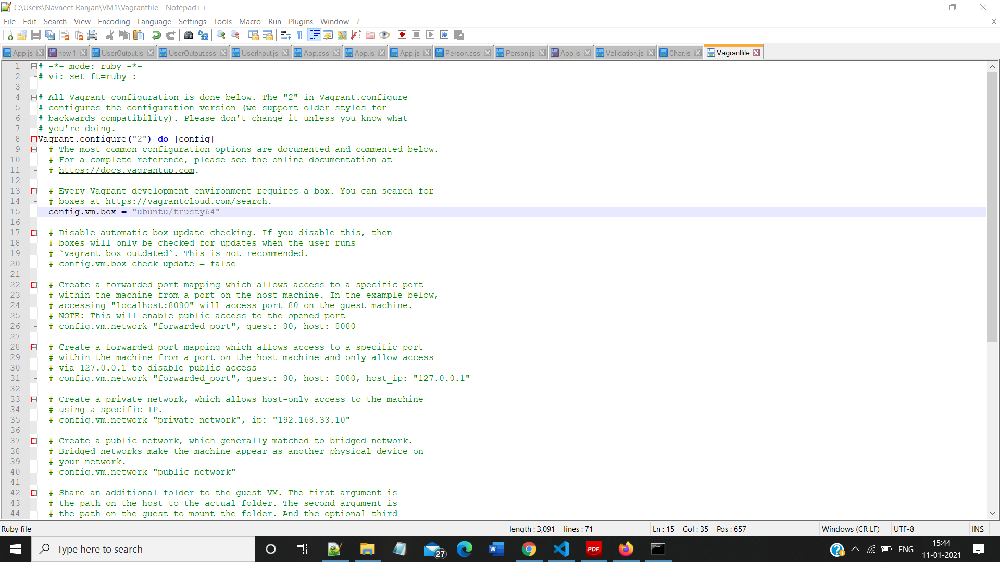 C:\Users\Navneet Ranjan\VM1\Vagrantfile - Notepad++
File Edit Search View Encoding Language Settings Tools Macro Run Plugins Window ? X
App.js new 1 UserOutput.js UserOutput.css UserInput.js App.css App.js App.js Person.css Person.js App.js Validation.js Char.js Vagrantfile
1 # -*- mode: ruby -*-
2 # vi: set ft=ruby :
3
4 # All Vagrant configuration is done below. The "2" in Vagrant.configure
5 # configures the configuration version (we support older styles for
6 # backwards compatibility). Please don't change it unless you know what
7 # you're doing.
8 Vagrant.configure("2") do |config|
9 # The most common configuration options are documented and commented below.
10 # For a complete reference, please see the online documentation at
11 # https://docs.vagrantup.com.
12
13 # Every Vagrant development environment requires a box. You can search for
14 # boxes at https://vagrantcloud.com/search.
15 config.vm.box = "ubuntu/trusty64"
16
17 # Disable automatic box update checking. If you disable this, then
18 # boxes will only be checked for updates when the user runs
19 # `vagrant box outdated`. This is not recommended.
20 # config.vm.box_check_update = false
21
22 # Create a forwarded port mapping which allows access to a specific port
23 # within the machine from a port on the host machine. In the example below,
24 # accessing "localhost:8080" will access port 80 on the guest machine.
25 # NOTE: This will enable public access to the opened port
26 # config.vm.network "forwarded_port", guest: 80, host: 8080
27
28 # Create a forwarded port mapping which allows access to a specific port
29 # within the machine from a port on the host machine and only allow access
30 # via 127.0.0.1 to disable public access
31 # config.vm.network "forwarded_port", guest: 80, host: 8080, host_ip: "127.0.0.1"
32
33 # Create a private network, which allows host-only access to the machine
34 # using a specific IP.
35 # config.vm.network "private_network", ip: "192.168.33.10"
36
37 # Create a public network, which generally matched to bridged network.
38 # Bridged networks make the machine appear as another physical device on
39 # your network.
40 # config.vm.network "public_network"
41
42 # Share an additional folder to the guest VM. The first argument is
43 # the path on the host to the actual folder. The second argument is
44 # the path on the guest to mount the folder. And the optional third
Ruby file length : 3,091 lines : 71 Ln : 15 Col : 35 Pos : 657 Windows (CR LF) UTF-8 INS
Type here to search 27 W PDF ? ENG 15:44
11-01-2021